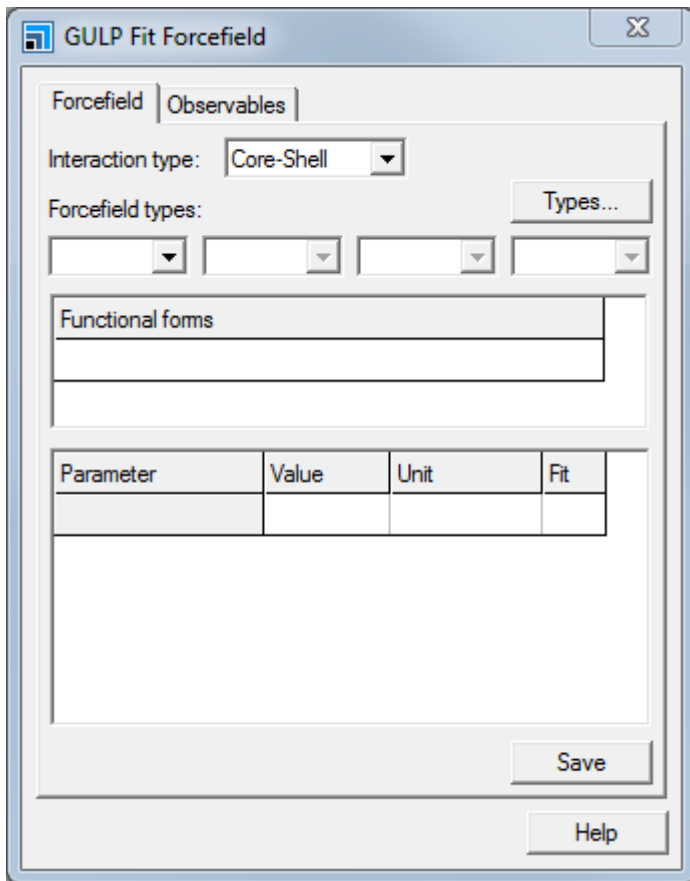 GULP Fit Forcefield
Forcefield Observables
Interaction type: Core-Shell
Types...
Forcefield types:
Functional forms
Parameter Value Unit Fit
Save
Help